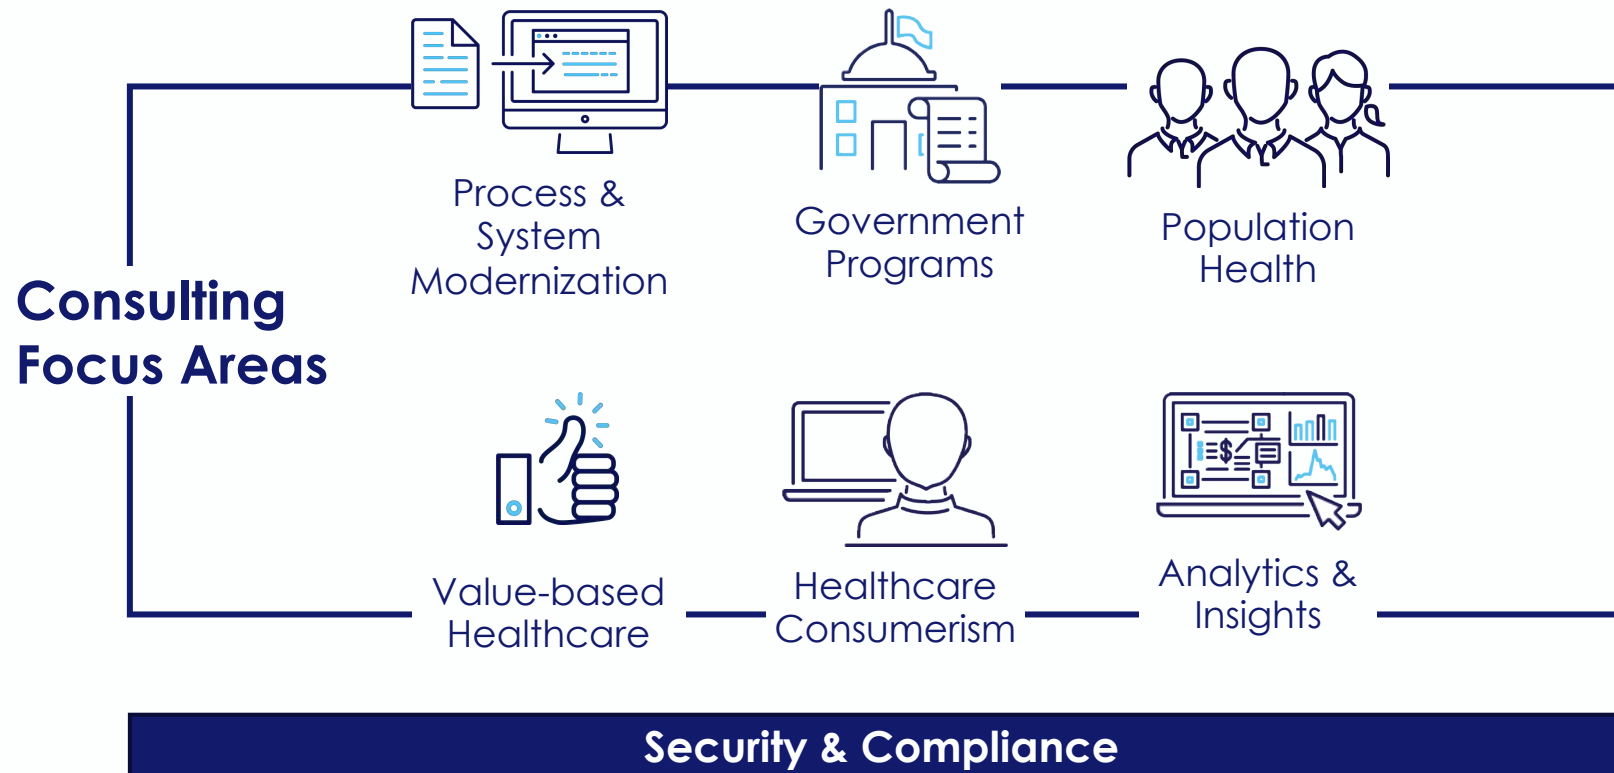 Consulting
Focus Areas
Process &
System
Modernization
Government
Programs
Population
Health
Value-based
Healthcare
Healthcare
Consumerism
Analytics &
Insights
Security & Compliance